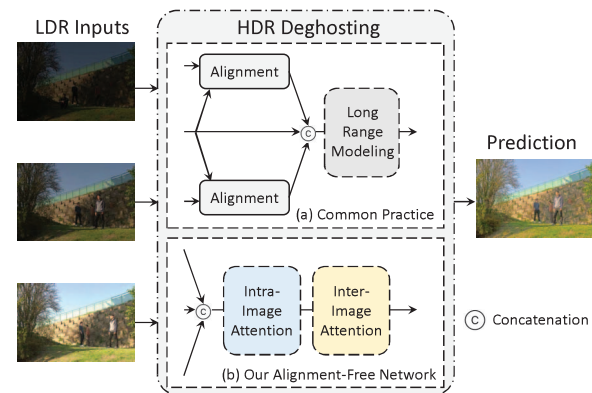 LDR Inputs
HDR Deghosting
Alignment
C
Long
Range
Modeling
Alignment
(a) Common Practice
Prediction
C
Intra-
Image
Attention
Inter-
Image
Attention
(b) Our Alignment-Free Network
C Concatenation